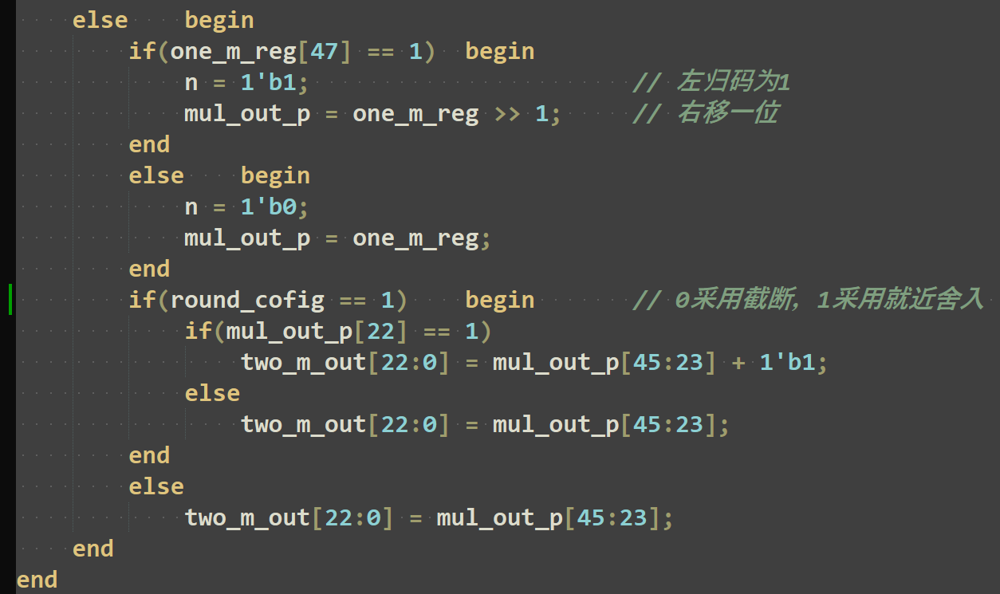 else begin
if(one_m_reg[47] == 1) begin
n = 1'b1; // 左归码为1
mul_out_p = one_m_reg >> 1; // 右移一位
end
else begin
n = 1'b0;
mul_out_p = one_m_reg;
end
if(round_cofig == 1) begin // 0采用截断，1采用就近舍入
if(mul_out_p[22] == 1)
two_m_out[22:0] = mul_out_p[45:23] + 1'b1;
else
two_m_out[22:0] = mul_out_p[45:23];
end
else
two_m_out[22:0] = mul_out_p[45:23];
end
end